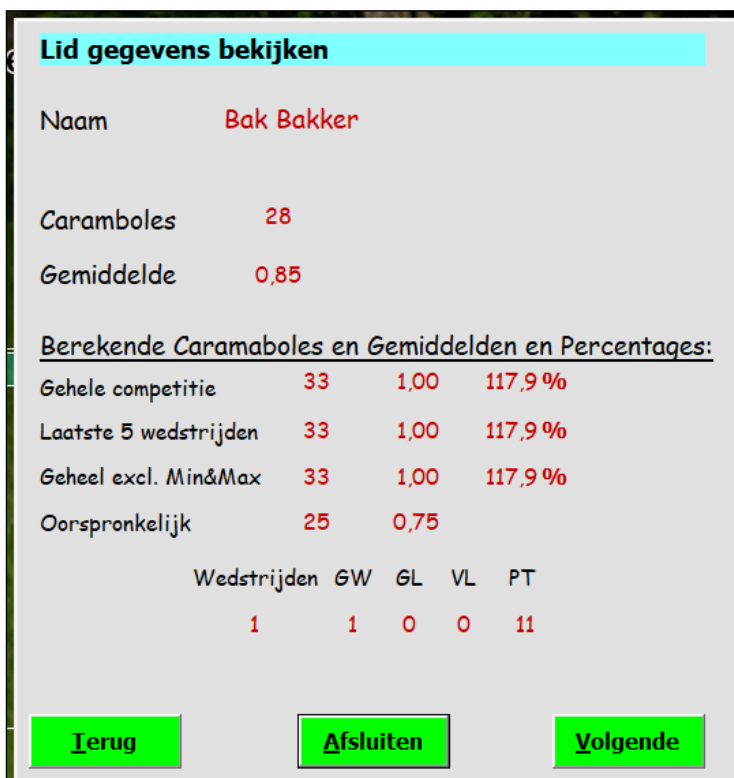 Lid gegevens bekijken
Naam Bak Bakker
Caramboles 28
Gemiddelde 0,85
Berekende Caramaboles en Gemiddelden en Percentages:
Gehele competitie 33 1,00 117,9 %
Laatste 5 wedstrijden 33 1,00 117,9 %
Geheel excl. Min&Max 33 1,00 117,9 %
Oorspronkelijk 25 0,75
Wedstrijden GW GL VL PT
1 1 0 0 11
Terug Afsluiten Volgende